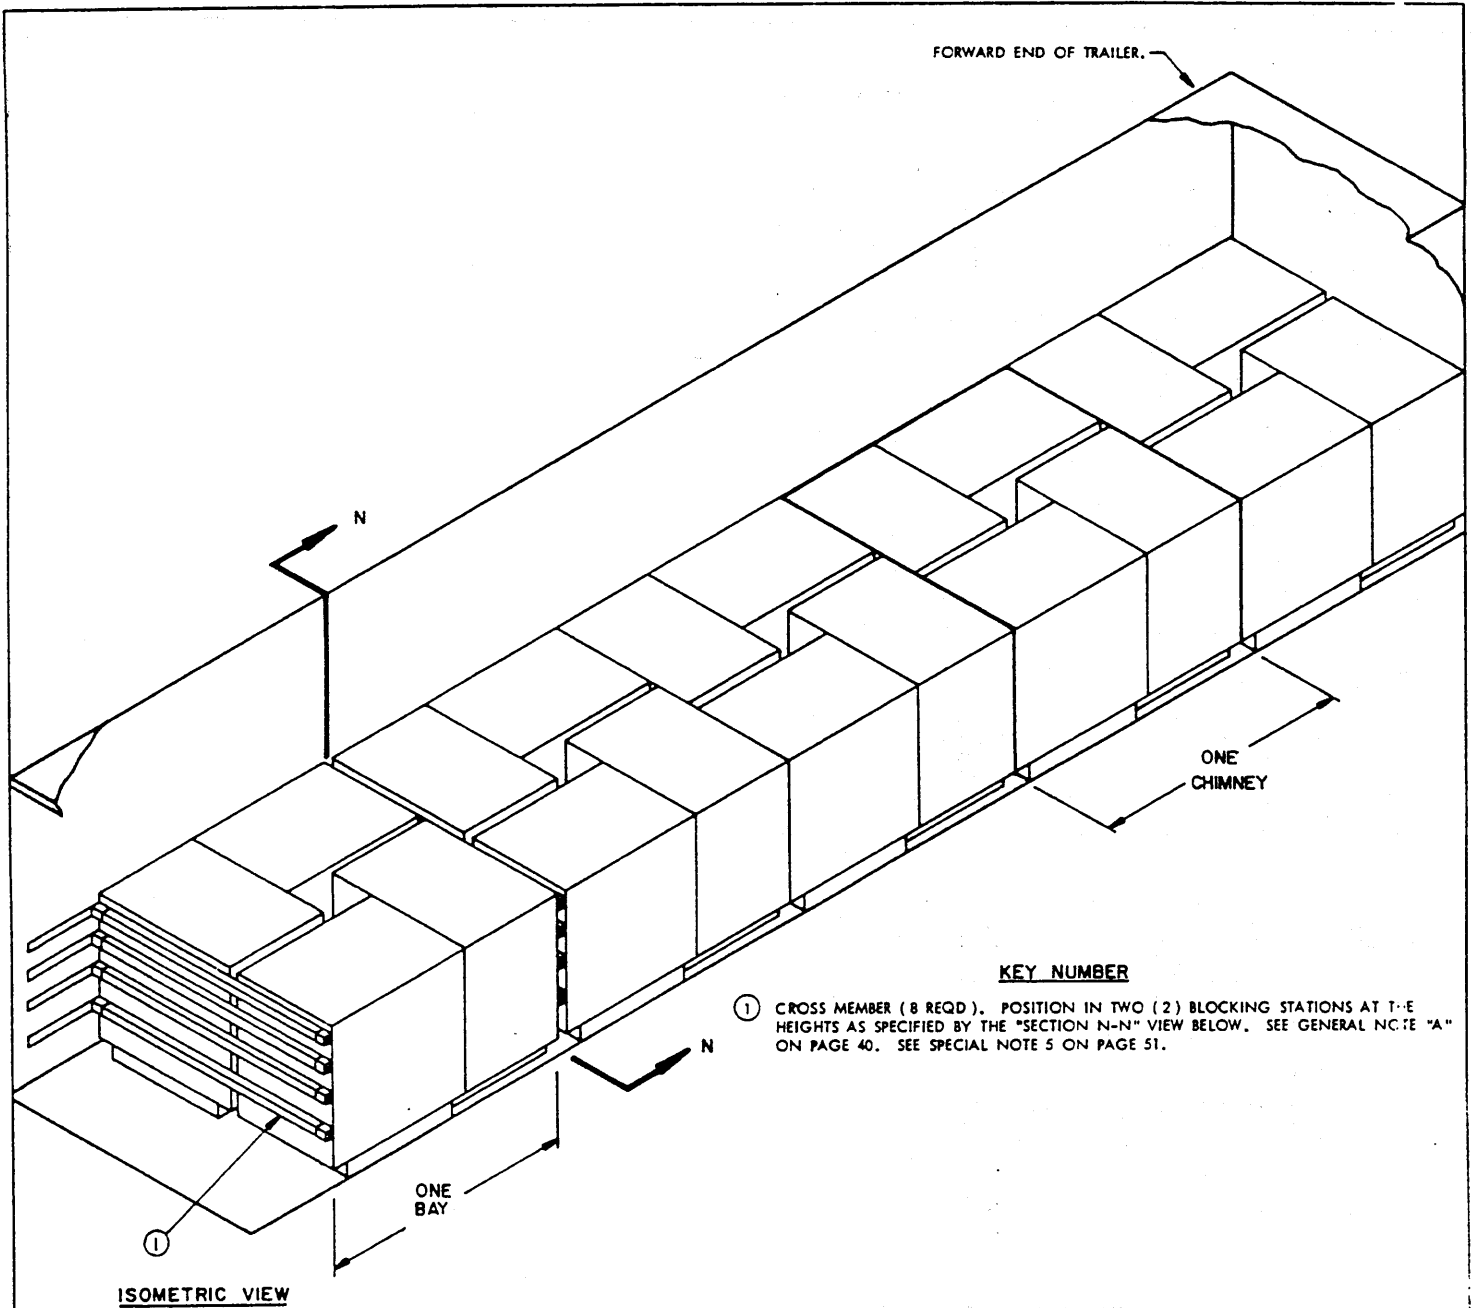 FORWARD END OF TRAILER.
N
ONE
CHIMNEY
KEY NUMBER
1 CROSS MEMBER (8 REQD). POSITION IN TWO (2) BLOCKING STATIONS AT
HEIGHTS AS SPECIFIED BY THE "SECTION N-N" VIEW BELOW. SEE GENERAL "A"
ON PAGE 40. SEE SPECIAL NOTE 5 ON PAGE 51.
N
ONE
BAY
1
ISOMETRIC VIEW